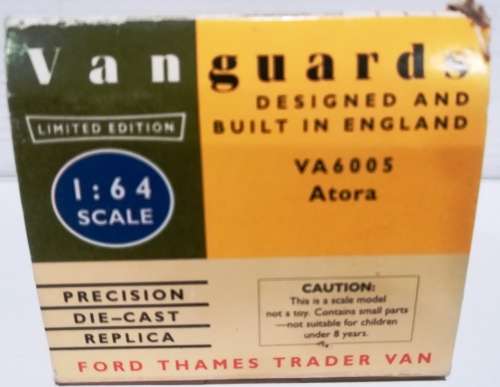 Vanguards
DESIGNED AND
LIMITED EDITION
BUILT IN ENGLAND
1:64
SCALE
VA6005
Atora
PRECISION
DIE-CAST
REPLICA
CAUTION:
This is a scale model
not a toy. Contains small parts
—not suitable for children
under 8 years.
FORD THAMES TRADER VAN